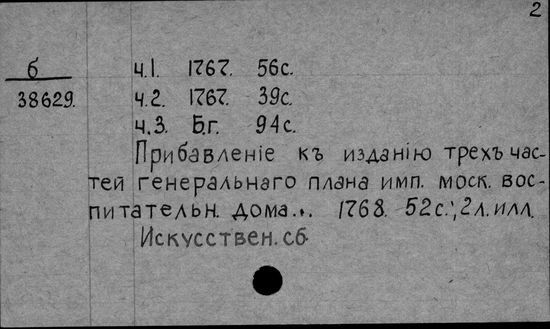 2
б
38629.
ч.1. 1767. 56с.
ч.2. 1767. 39с.
ч.3. Б.г. 94с.
Прибавленіе къ изданію трехъ час-
тей генеральнаго плана имп. моск. вос-
питательн. дома... 1768. 52с.; 2л. илл.
Искусствен. сб.